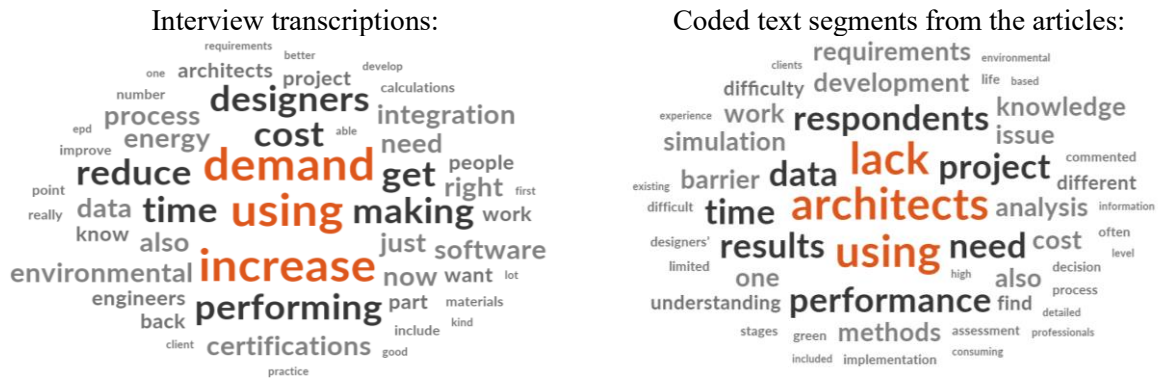 Interview transcriptions:
requirements
better
one architects project develop
number designers calculations
process integration
epd energy cost able need
improve demand people
reduce get right first
point
really data time using making work
know also just software
environmental increase now want lot
engineers performing part materials
back include kind
client certifications good
practice
Coded text segments from the articles:
requirements environmental
clients
difficulty development life based
experience work respondents knowledge
simulation issue
lack project commented
existing barrier data different
difficult time architects analysis information
designers' results using need cost often
limited level
one high also decision
understanding performance find process
detailed
stages green methods assessment professionals
included implementation consuming